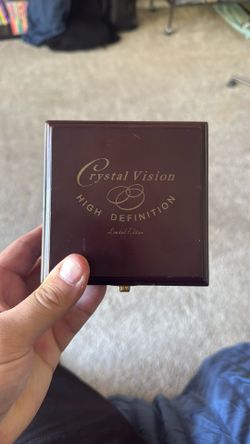 Crystal Vision
HIGH DEFINITION
Limited Edition